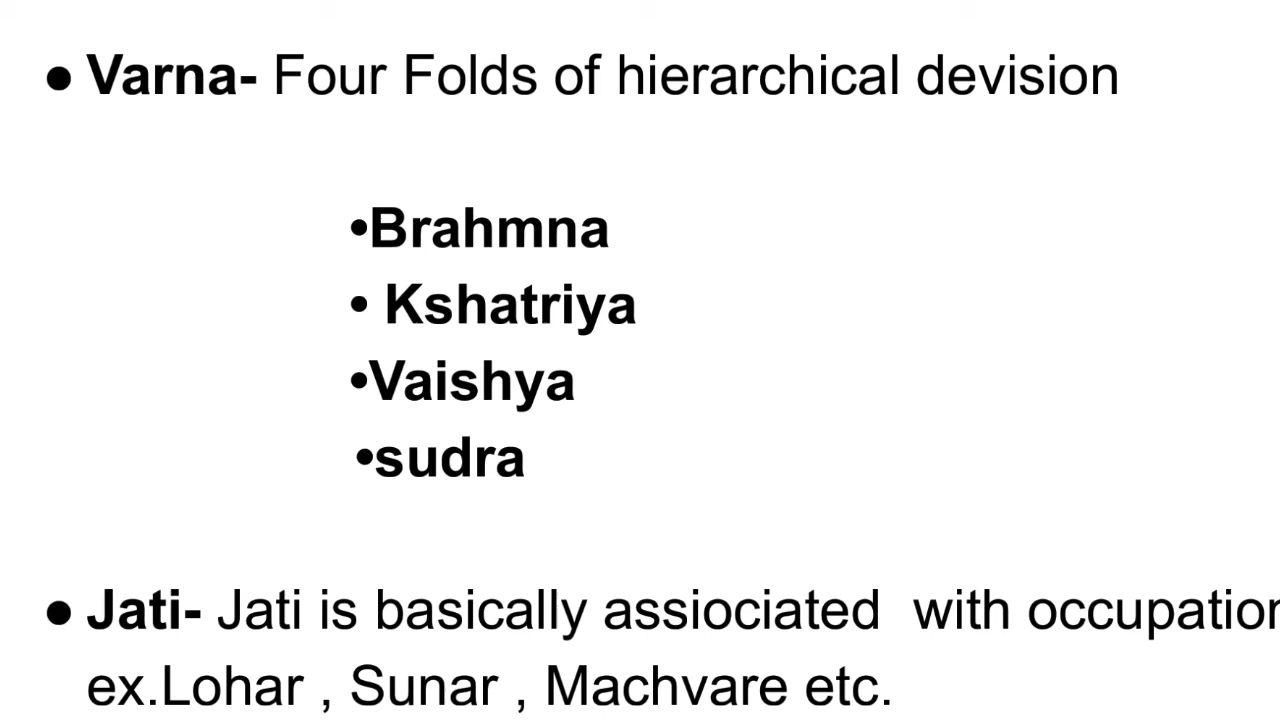 ● Varna- Four Folds of hierarchical devision
•Brahmna
• Kshatriya
•Vaishya
•sudra
● Jati- Jati is basically assiociated  with occupation
ex.Lohar , Sunar , Machvare etc.